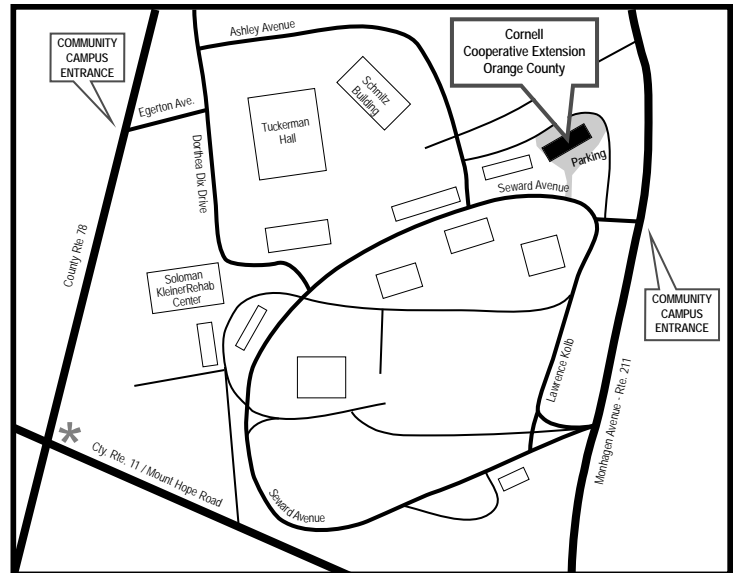 Ashley Avenue
COMMUNITY
CAMPUS
ENTRANCE
Cornell
Cooperative Extension
Orange County
Schmitz
Building
Egerton Ave.
Tuckerman
Hall
Dorthea Dix Drive
Parking
Seward Avenue
County Rte 78
Soloman
KleinerRehab
Center
COMMUNITY
CAMPUS
ENTRANCE
Lawrence Kolb
Monhagen Avenue - Rte. 211
*
Cty. Rte. 11 / Mount Hope Road
Seward Avenue